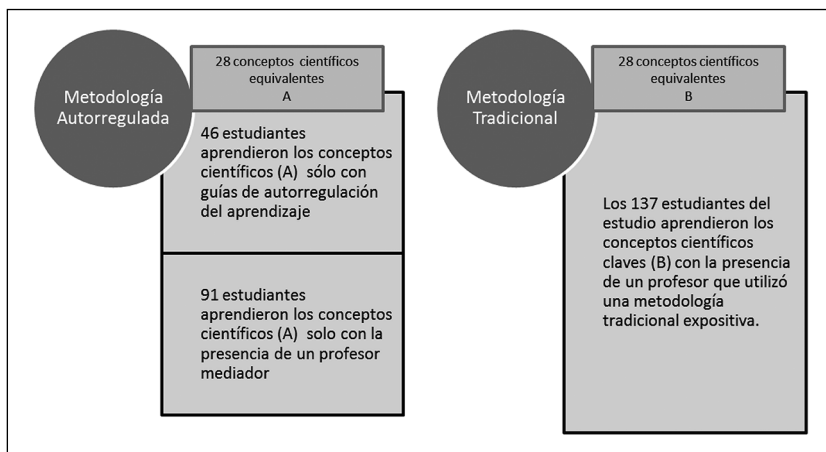 Metodología
Autorregulada
28 conceptos científicos
equivalentes
A
46 estudiantes
aprendieron los conceptos
científicos (A) sólo con
guías de autorregulación
del aprendizaje
91 estudiantes
aprendieron los conceptos
científicos (A) solo con la
presencia de un profesor
mediador
Metodología
Tradicional
28 conceptos científicos
equivalentes
B
Los 137 estudiantes del
estudio aprendieron los
conceptos científicos
claves (B) con la presencia
de un profesor que utilizó
una metodología
tradicional expositiva.